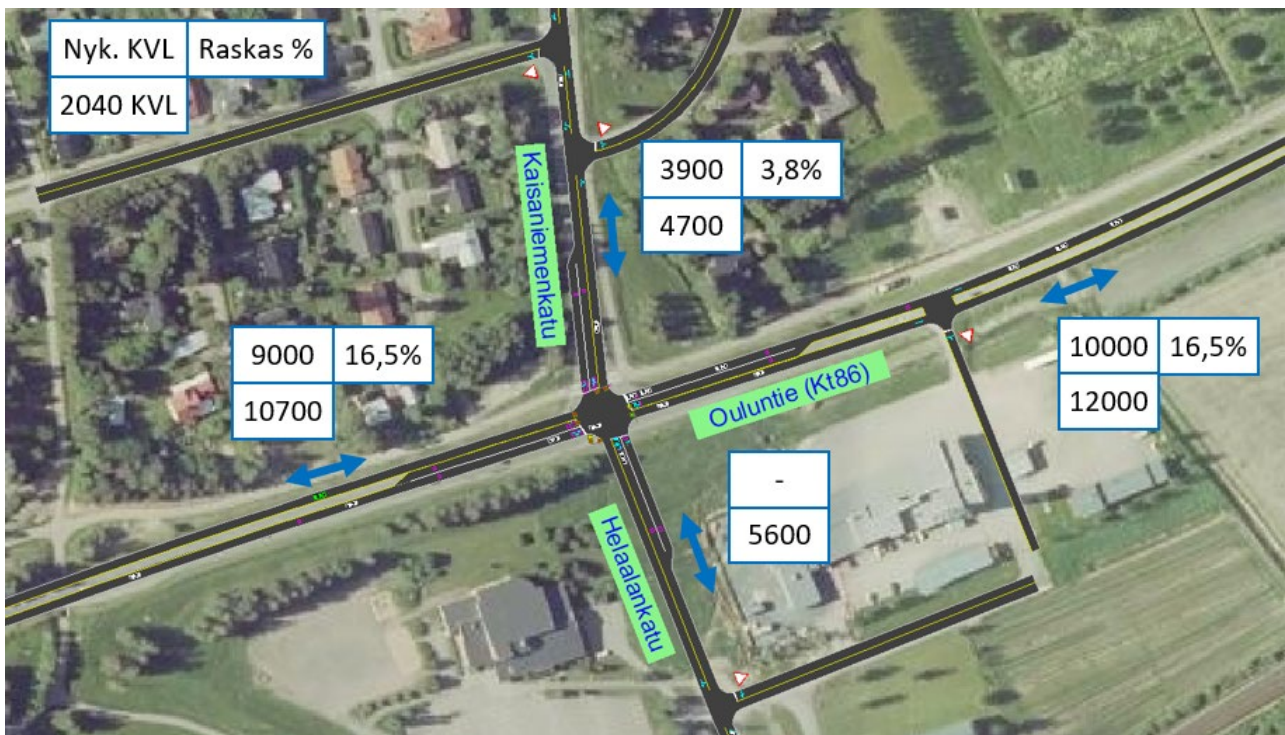 Nyk. KVL Raskas %
2040 KVL
Kaisaniemenkatu
3900 3,8%
4700
9000 16,5%
10700
Ouluntie (Kt86)
10000 16,5%
12000
-
5600
Helaalankatu